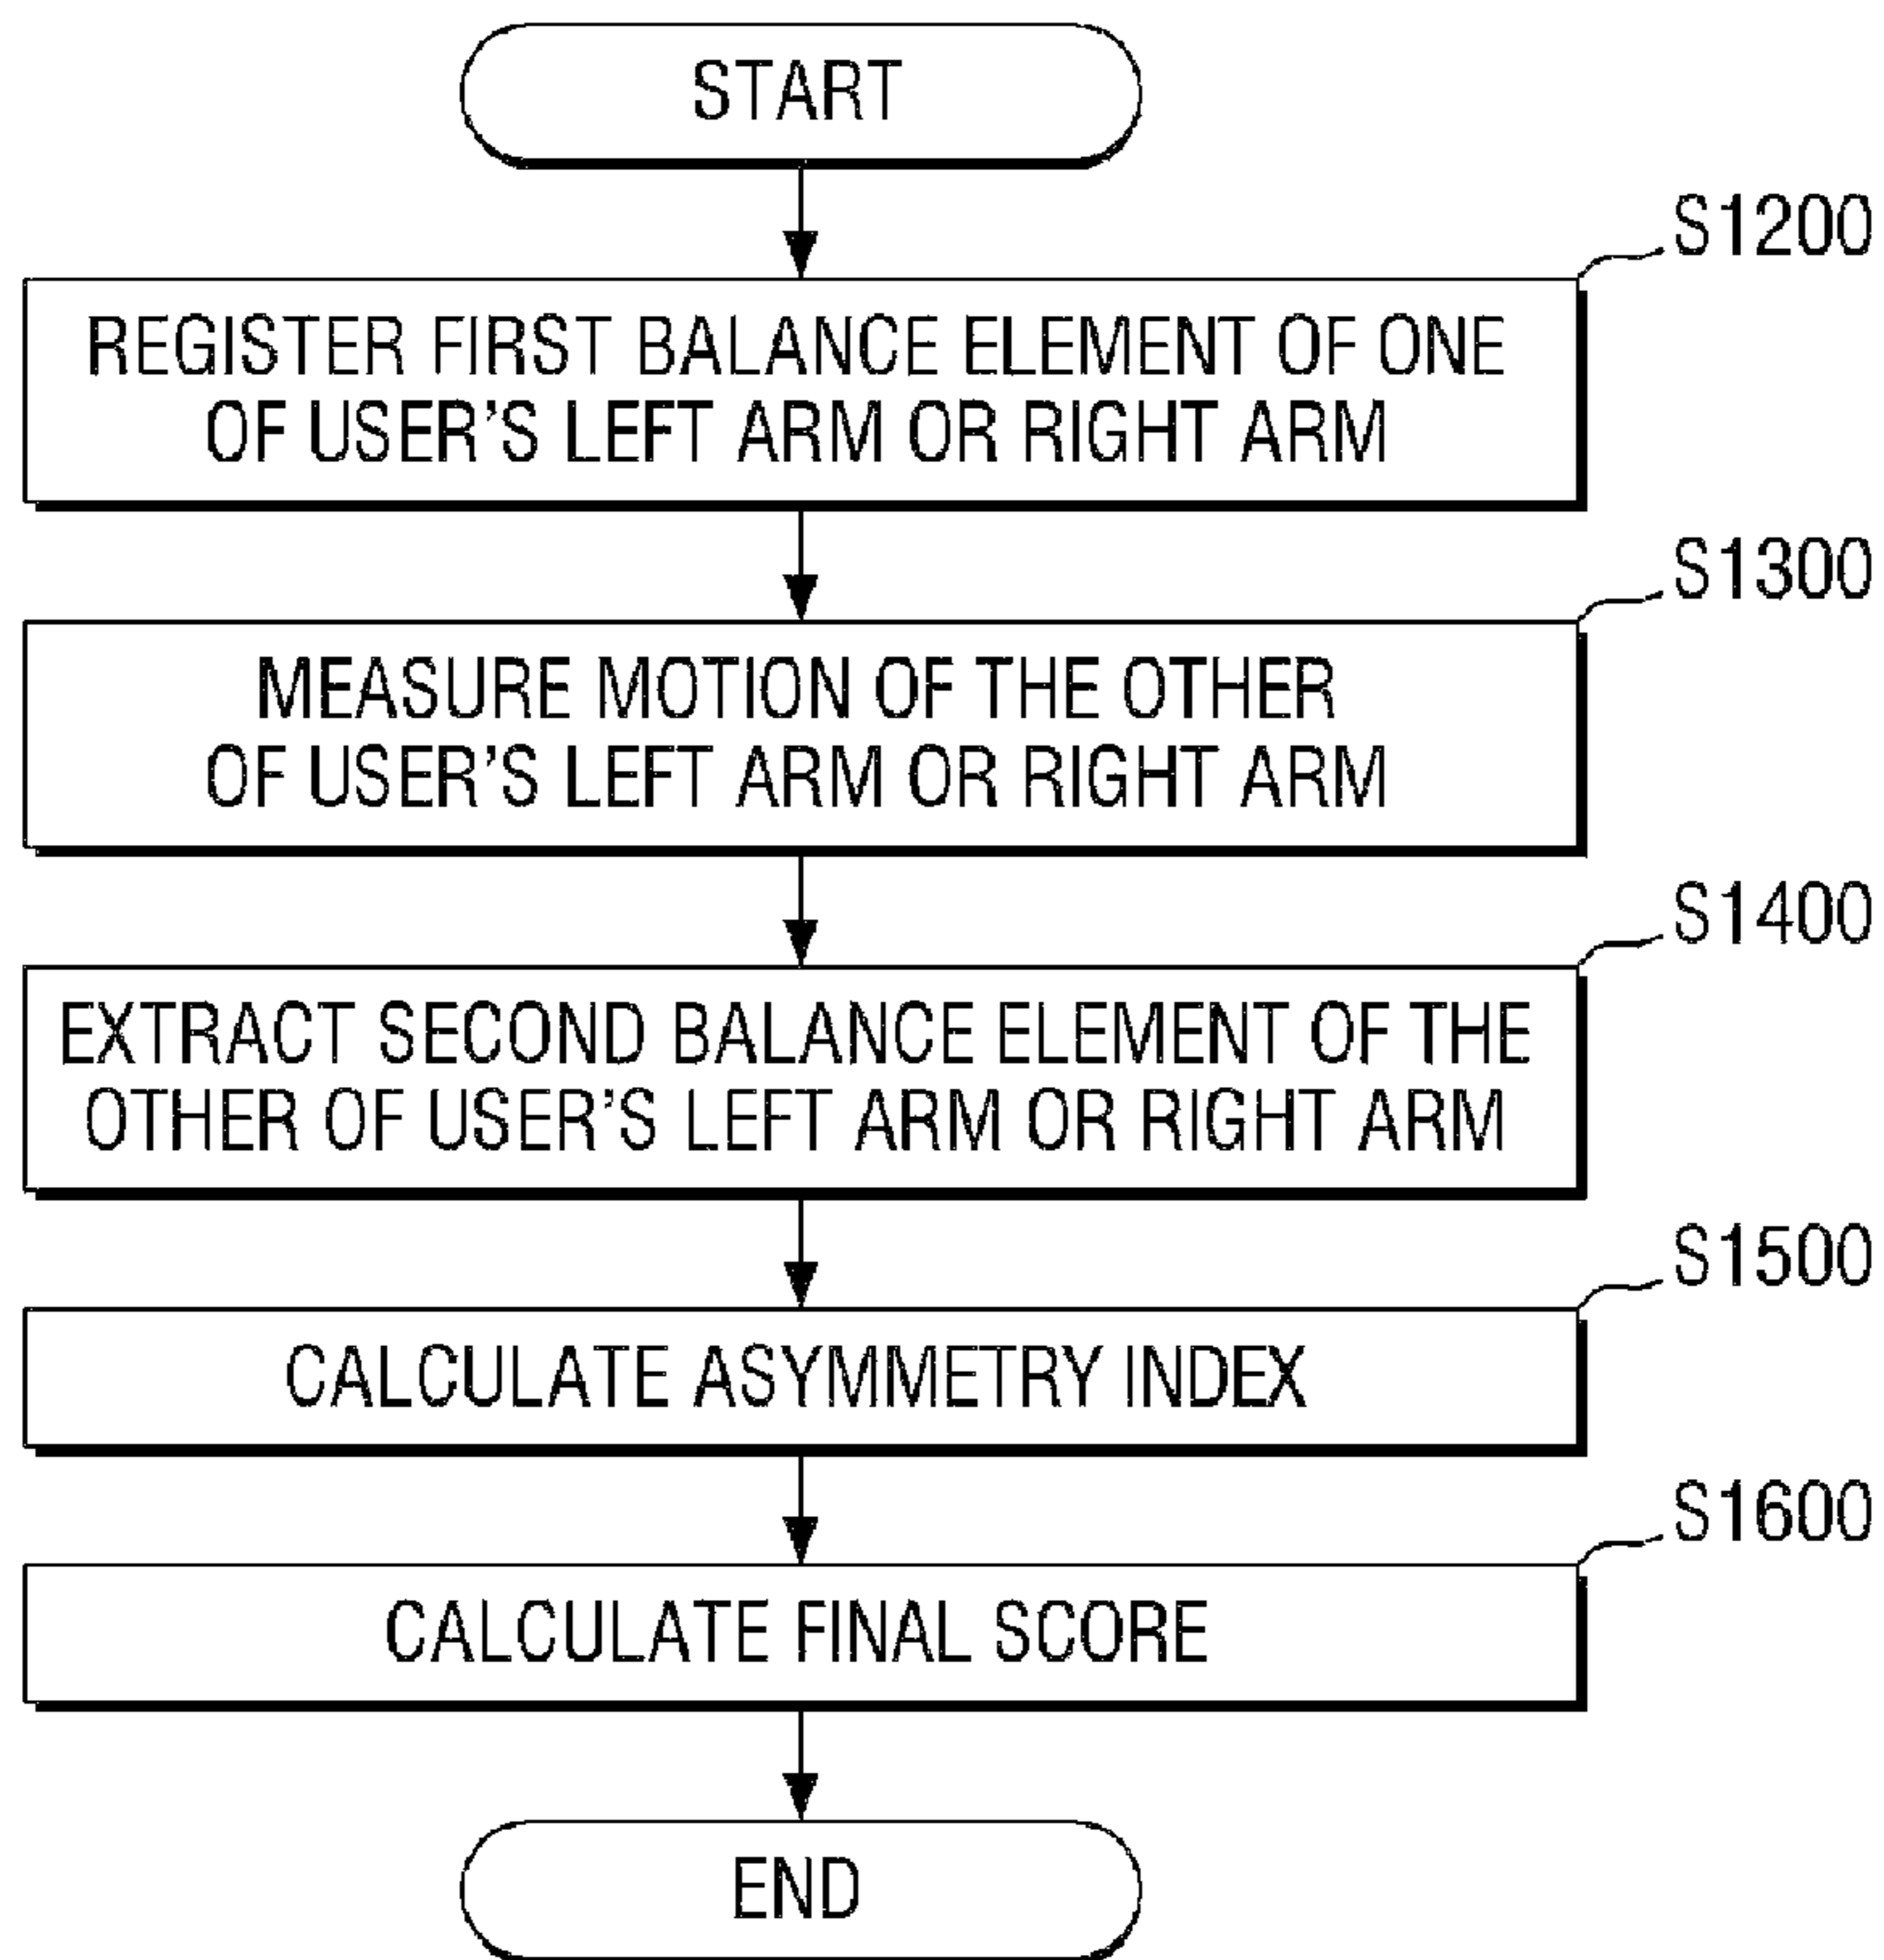 START
S1200
REGISTER FIRST BALANCE ELEMENT OF ONE
OF USER'S LEFT ARM OR RIGHT ARM
S1300
MEASURE MOTION OF THE OTHER
OF USER'S LEFT ARM OR RIGHT ARM
S1400
EXTRACT SECOND BALANCE ELEMENT OF THE
OTHER OF USER'S LEFT ARM OR RIGHT ARM
S1500
CALCULATE ASYMMETRY INDEX
S1600
CALCULATE FINAL SCORE
END